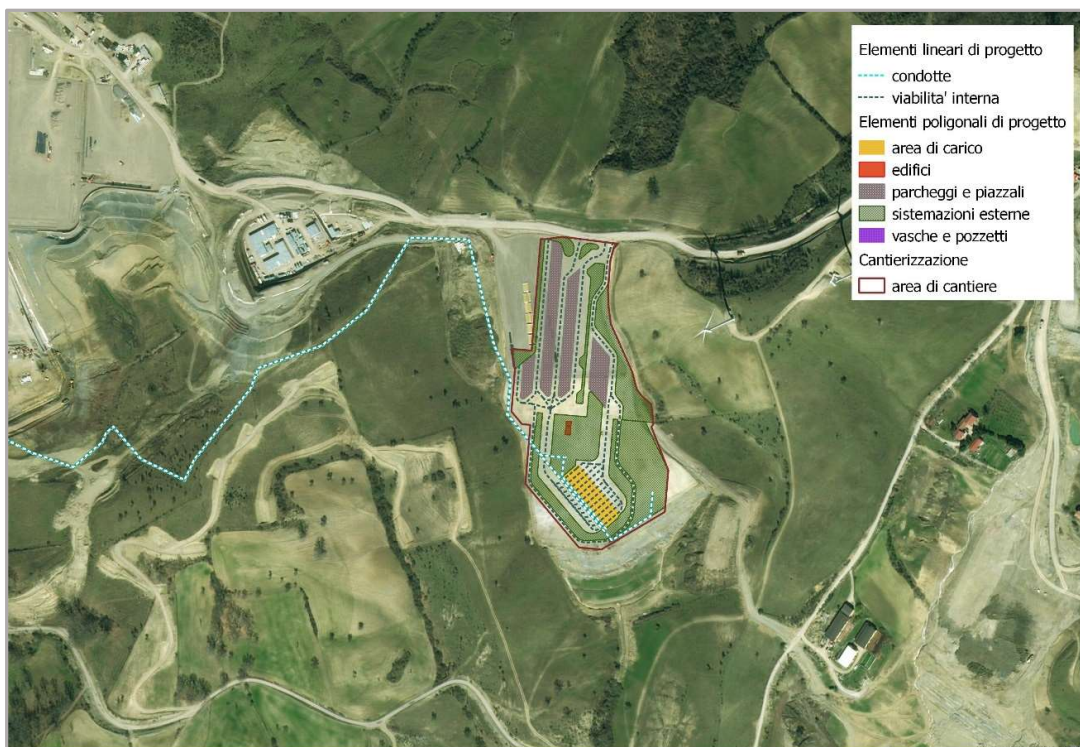 Elementi lineari di progetto
condotte
viabilita' interna
Elementi poligonali di progetto
area di carico
edifici
parcheggi e piazzali
sistemazioni esterne
vasche e pozzetti
Cantierizzazione
area di cantiere